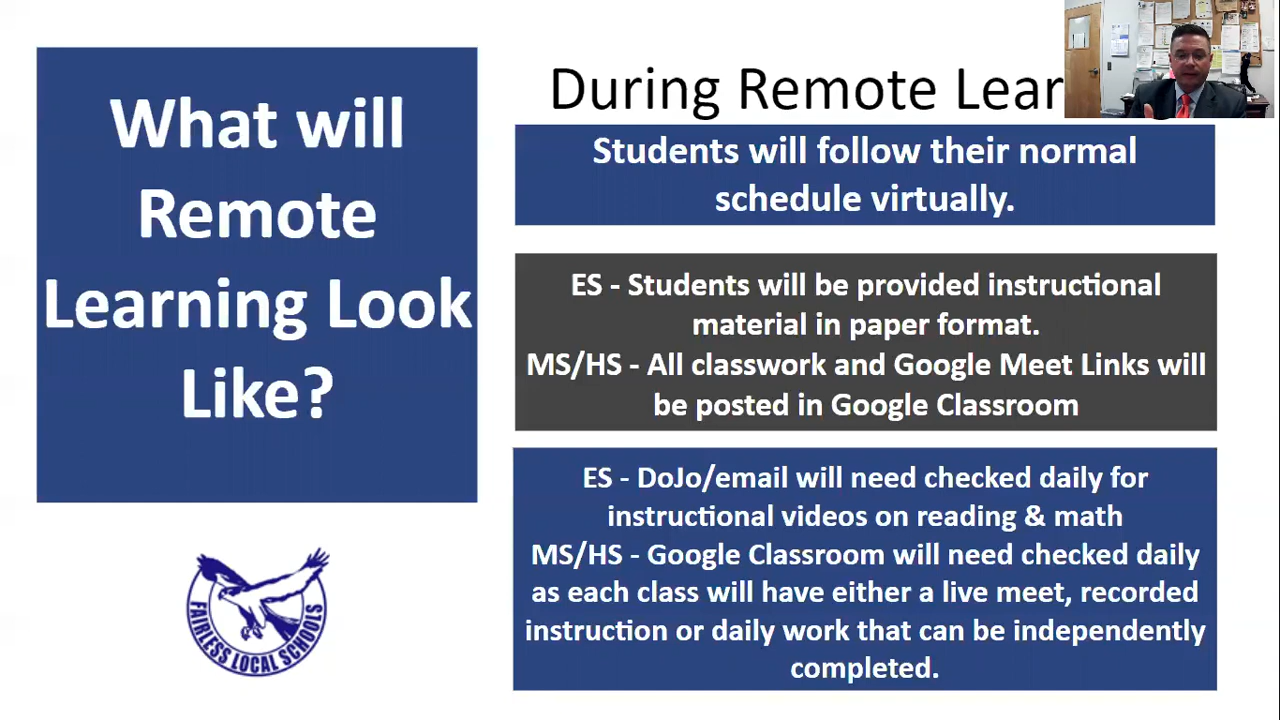 What will
Remote
Learning Look
Like?
During Remote Lear
Students will follow their normal
schedule virtually.
ES - Students will be provided instructional
material in paper format.
MS/HS - All classwork and Google Meet Links will
be posted in Google Classroom
ES - DoJo/email will need checked daily for
instructional videos on reading & math
MS/HS - Google Classroom will need checked daily
as each class will have either a live meet, recorded
instruction or daily work that can be independently
completed.
FAIRLESS LOCAL SCHOOLS